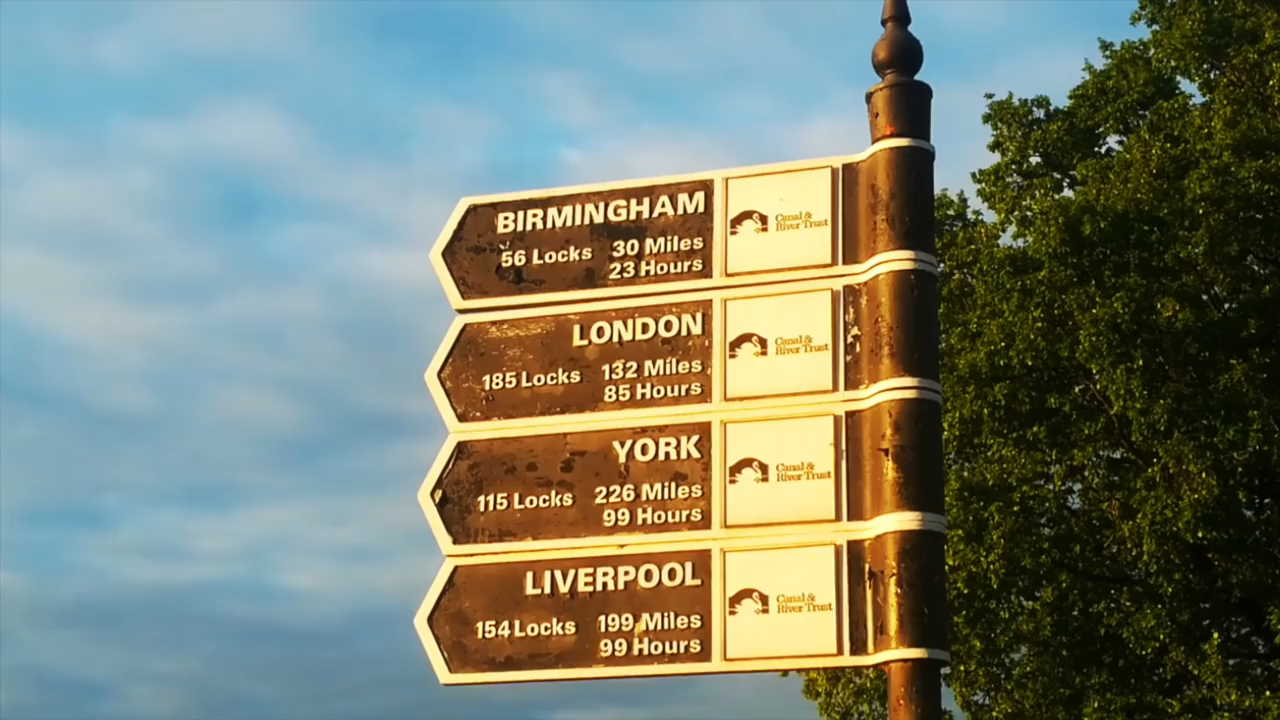 BIRMINGHAM
56 Locks 30 Miles
23 Hours
Canal &
River Trust
LONDON
185 Locks 132 Miles
85 Hours
Canal &
River Trust
YORK
115 Locks 226 Miles
99 Hours
Canal &
River Trust
LIVERPOOL
154 Locks 199 Miles
99 Hours
Canal &
River Trust